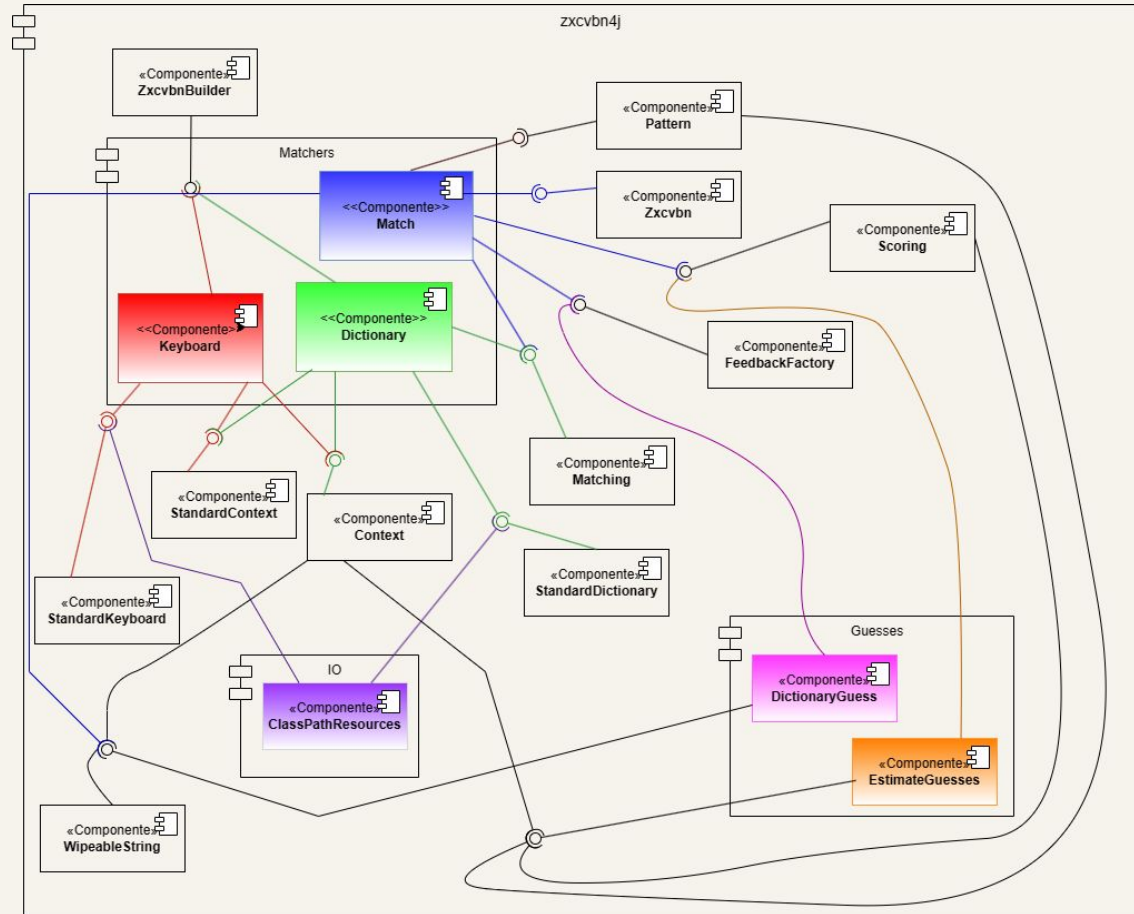 zxcvbn4j
«Componente»
ZxcvbnBuilder
«Componente»
Pattern
Matchers
<<Componente>>
Match
«Componente»
Zxcvbn
«Componente»
Scoring
<<Componente>>
Keyboard
<<Componente>>
Dictionary
«Componente»
FeedbackFactory
«Componente»
Matching
«Componente»
StandardContext
«Componente»
Context
«Componente»
StandardKeyboard
«Componente»
StandardDictionary
IO
«Componente»
ClassPathResources
Guesses
«Componente»
DictionaryGuess
«Componente»
EstimateGuesses
«Componente»
WipeableString